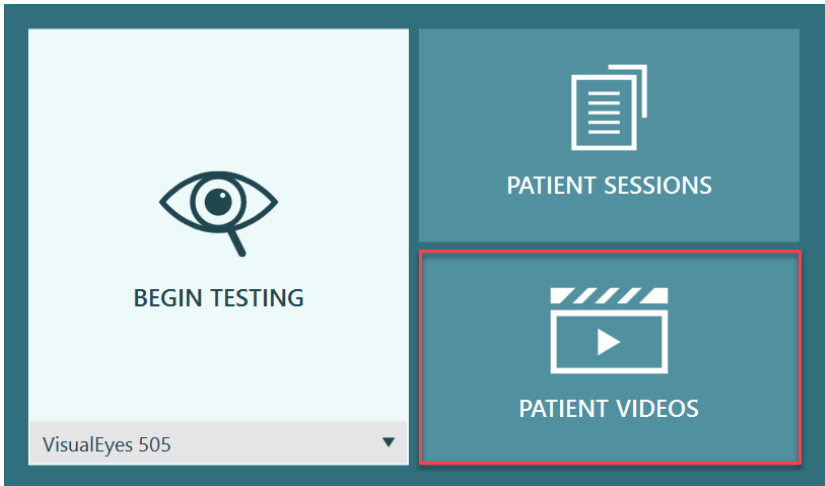 BEGIN TESTING
VisualEyes 505
PATIENT SESSIONS
PATIENT VIDEOS